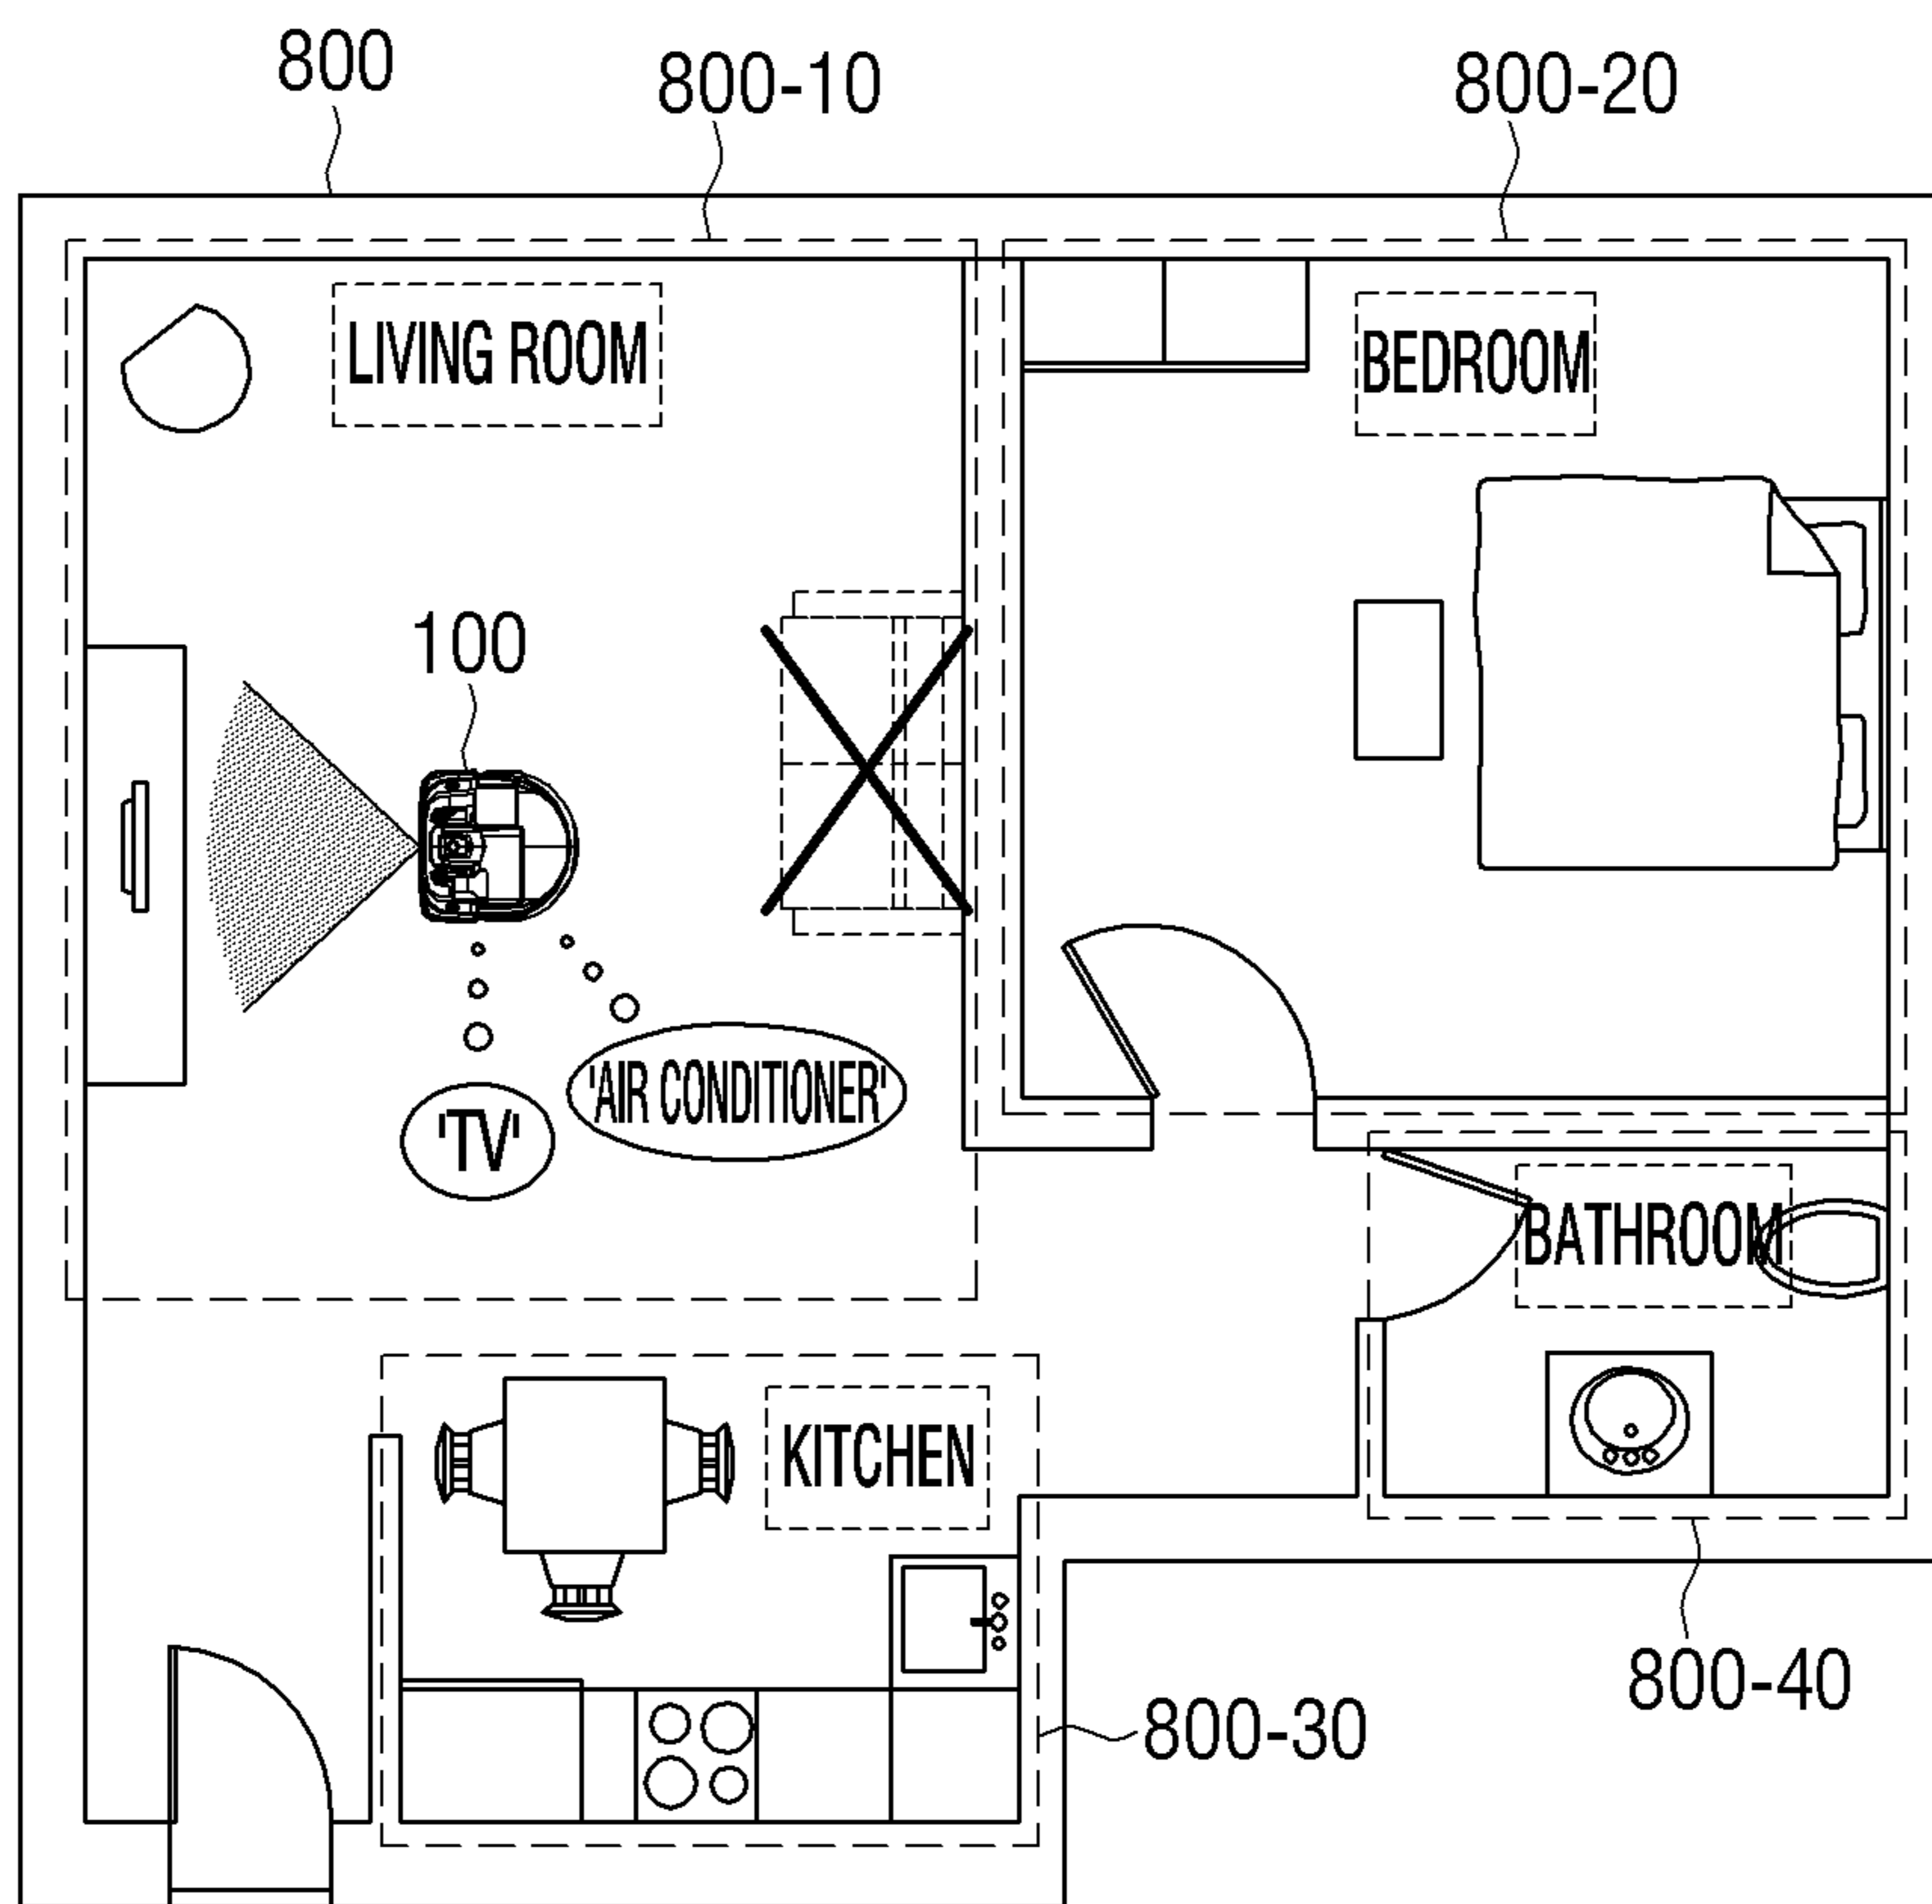 800
800-10
800-20
LIVING ROOM
BEDROOM
100
'AIR CONDITIONER'
'TV'
BATHROOM
KITCHEN
800-40
800-30